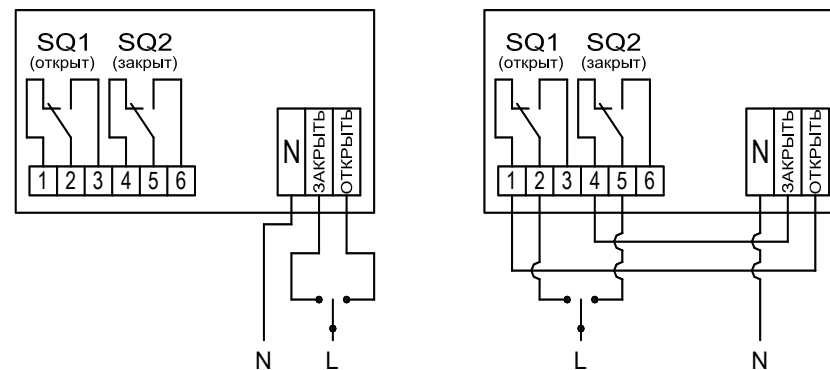 SQ1 SQ2
(открыт) (закрыт)
1 2 3 4 5 6
N ЗАКРЫТЬ ОТКРЫТЬ
N L
SQ1 SQ2
(открыт) (закрыт)
1 2 3 4 5 6
N ЗАКРЫТЬ ОТКРЫТЬ
L N